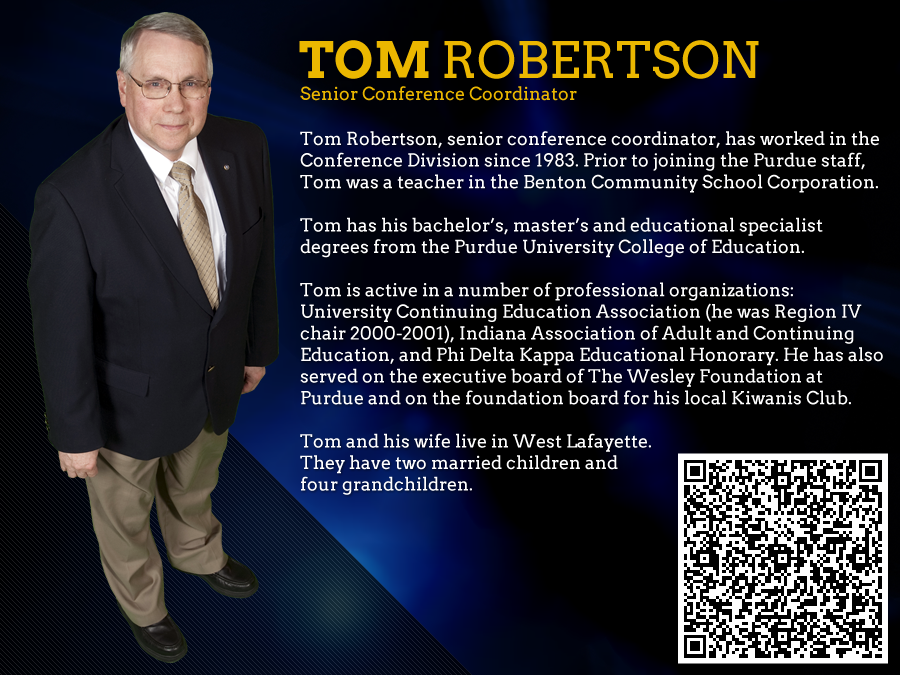 TOM ROBERTSON
Senior Conference Coordinator
Tom Robertson, senior conference coordinator, has worked in the
Conference Division since 1983. Prior to joining the Purdue staff,
Tom was a teacher in the Benton Community School Corporation.
Tom has his bachelor’s, master’s and educational specialist
degrees from the Purdue University College of Education.
Tom is active in a number of professional organizations:
University Continuing Education Association (he was Region IV
chair 2000-2001), Indiana Association of Adult and Continuing
Education, and Phi Delta Kappa Educational Honorary. He has also
served on the executive board of The Wesley Foundation at
Purdue and on the foundation board for his local Kiwanis Club.
Tom and his wife live in West Lafayette.
They have two married children and
four grandchildren.